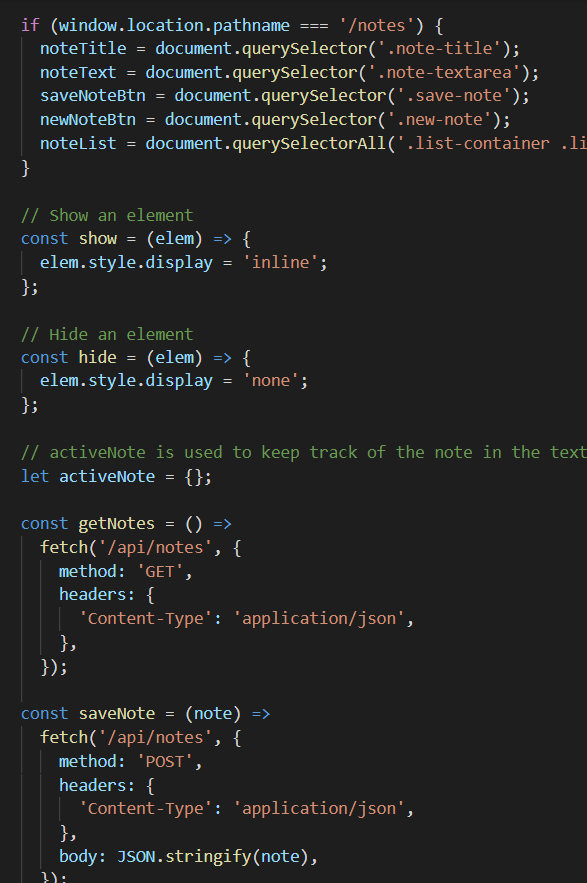 if (window.location.pathname === '/notes') {
  noteTitle = document.querySelector('.note-title');
  noteText = document.querySelector('.note-textarea');
  saveNoteBtn = document.querySelector('.save-note');
  newNoteBtn = document.querySelector('.new-note');
  noteList = document.querySelectorAll('.list-container .li
}

// Show an element
const show = (elem) => {
  elem.style.display = 'inline';
};

// Hide an element
const hide = (elem) => {
  elem.style.display = 'none';
};

// activeNote is used to keep track of the note in the text
let activeNote = {};

const getNotes = () =>
  fetch('/api/notes', {
    method: 'GET',
    headers: {
      'Content-Type': 'application/json',
    },
  });

const saveNote = (note) =>
  fetch('/api/notes', {
    method: 'POST',
    headers: {
      'Content-Type': 'application/json',
    },
    body: JSON.stringify(note),
  });